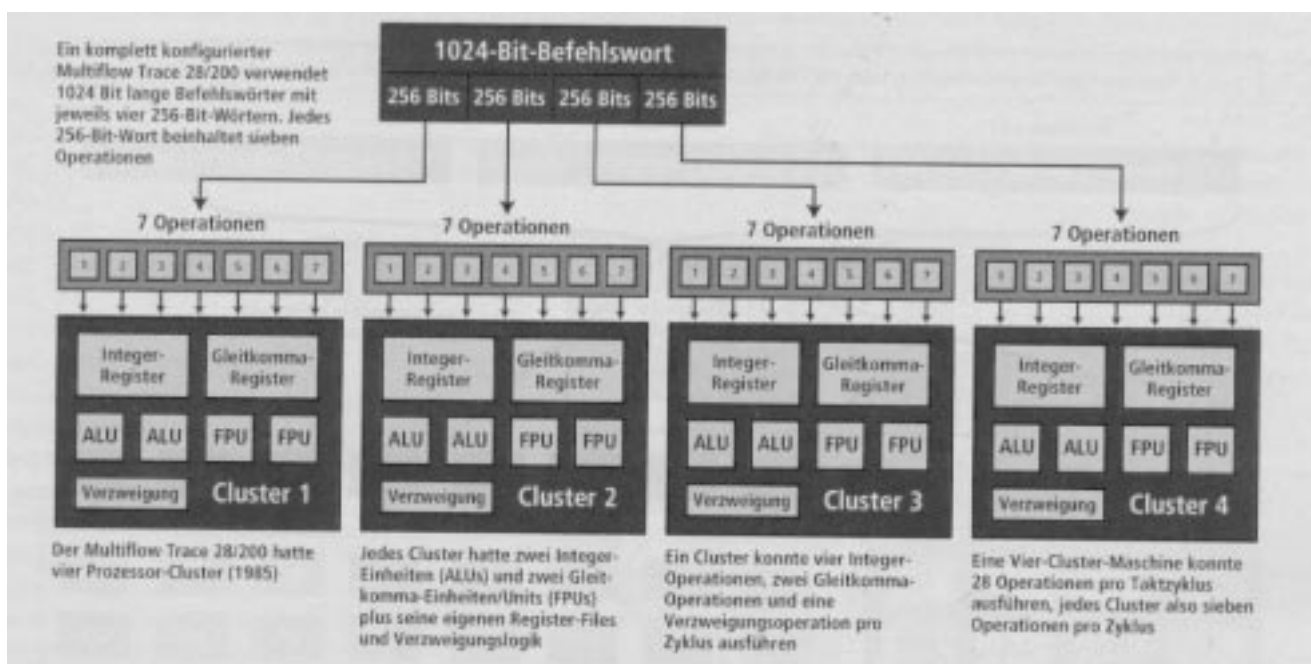 Ein komplett konfigurierter
Multiflow Trace 28/200 verwendet
1024 Bit lange Befehlswörter mit
jeweils vier 256-Bit-Wörtern. Jedes
256-Bit-Wort beinhaltet sieben
Operationen
1024-Bit-Befehlswort
256 Bits 256 Bits 256 Bits 256 Bits
7 Operationen 7 Operationen 7 Operationen 7 Operationen
1 2 3 4 5 6 7 1 2 3 4 5 6 7 1 2 3 4 5 6 7 1 2 3 4 5 6 7
Integer- Gleitkomma- Integer- Gleitkomma- Integer- Gleitkomma- Integer- Gleitkomma-
Register Register Register Register Register Register Register Register
ALU ALU FPU FPU ALU ALU FPU FPU ALU ALU FPU FPU ALU ALU FPU FPU
Verzweigung Cluster 1 Verzweigung Cluster 2 Verzweigung Cluster 3 Verzweigung Cluster 4
Der Multiflow Trace 28/200 hatte
vier Prozessor-Cluster (1985)
Jedes Cluster hatte zwei Integer-
Einheiten (ALUs) und zwei Gleit-
komma-Einheiten/Units (FPUs)
plus seine eigenen Register-Files
und Verzweigungslogik
Ein Cluster konnte vier Integer-
Operationen, zwei Gleitkomma-
Operationen und eine
Verzweigungsoperation pro
Zyklus ausführen
Eine Vier-Cluster-Maschine konnte
28 Operationen pro Taktzyklus
ausführen, jedes Cluster also sieben
Operationen pro Zyklus